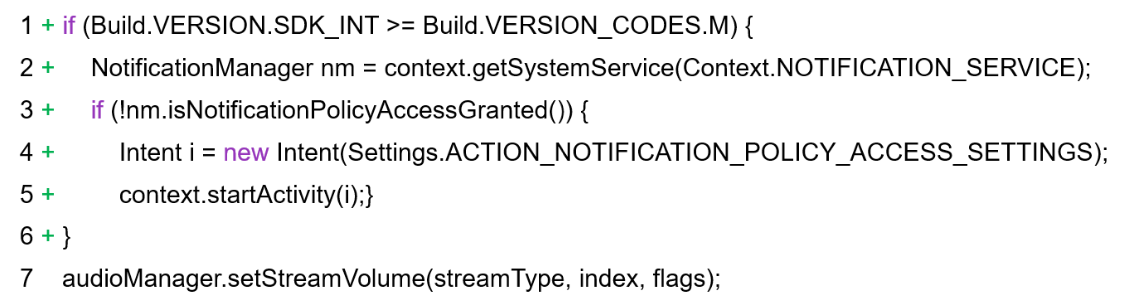 1 + if (Build.VERSION.SDK_INT >= Build.VERSION_CODES.M) {
2 + NotificationManager nm = context.getSystemService(Context.NOTIFICATION_SERVICE);
3 + if (!nm.isNotificationPolicyAccessGranted()) {
4 + Intent i = new Intent(Settings.ACTION_NOTIFICATION_POLICY_ACCESS_SETTINGS);
5 + context.startActivity(i);}
6 + }
7 audioManager.setStreamVolume(streamType, index, flags);